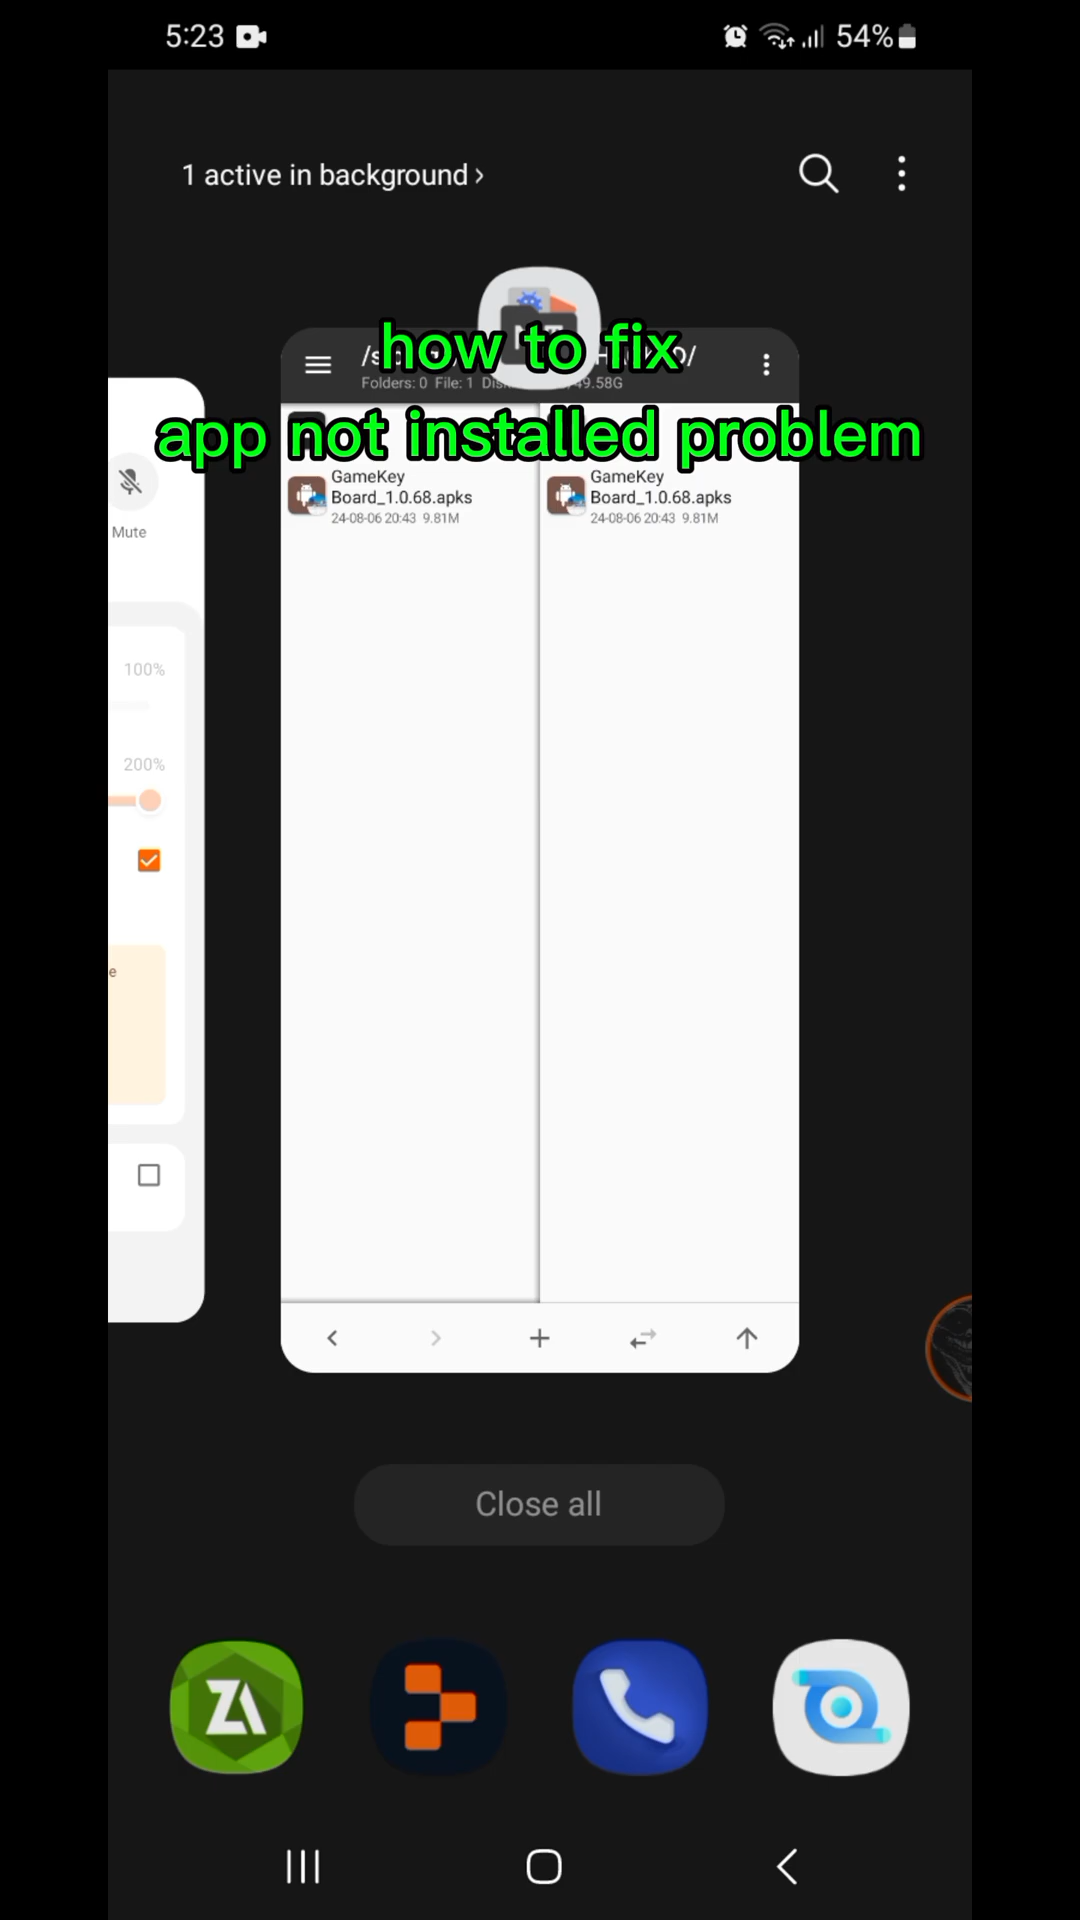 5:23
54%
1 active in background ›
how to fix
Folders: 0 File: 1
49.58G
app not installed problem
GameKey
Board_1.0.68.apks
24-08-06 20:43 9.81M
GameKey
Board_1.0.68.apks
24-08-06 20:43 9.81M
Mute
100%
200%
e
Close all